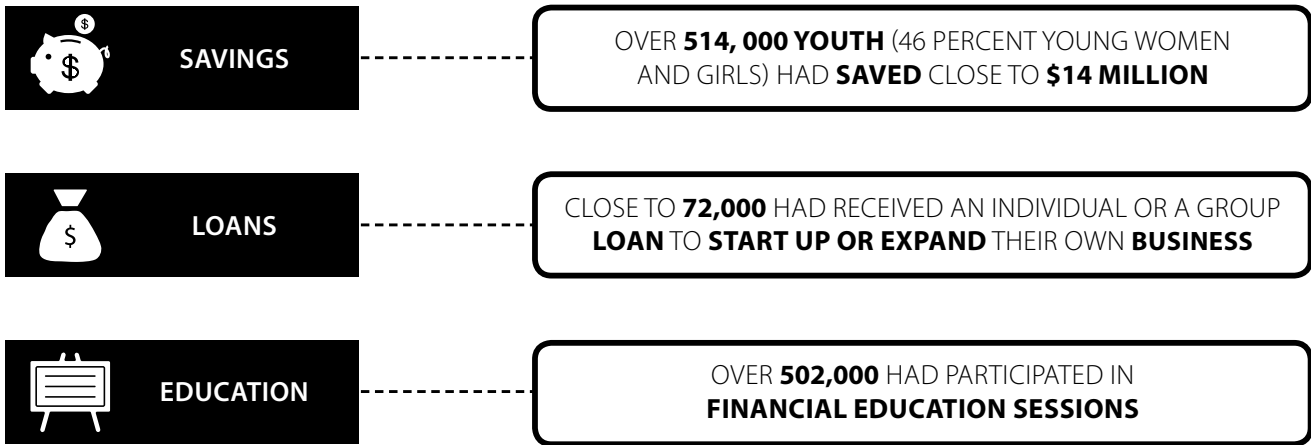 $
$
SAVINGS
OVER 514, 000 YOUTH (46 PERCENT YOUNG WOMEN
AND GIRLS) HAD SAVED CLOSE TO $14 MILLION
$
LOANS
CLOSE TO 72,000 HAD RECEIVED AN INDIVIDUAL OR A GROUP
LOAN TO START UP OR EXPAND THEIR OWN BUSINESS
EDUCATION
OVER 502,000 HAD PARTICIPATED IN
FINANCIAL EDUCATION SESSIONS